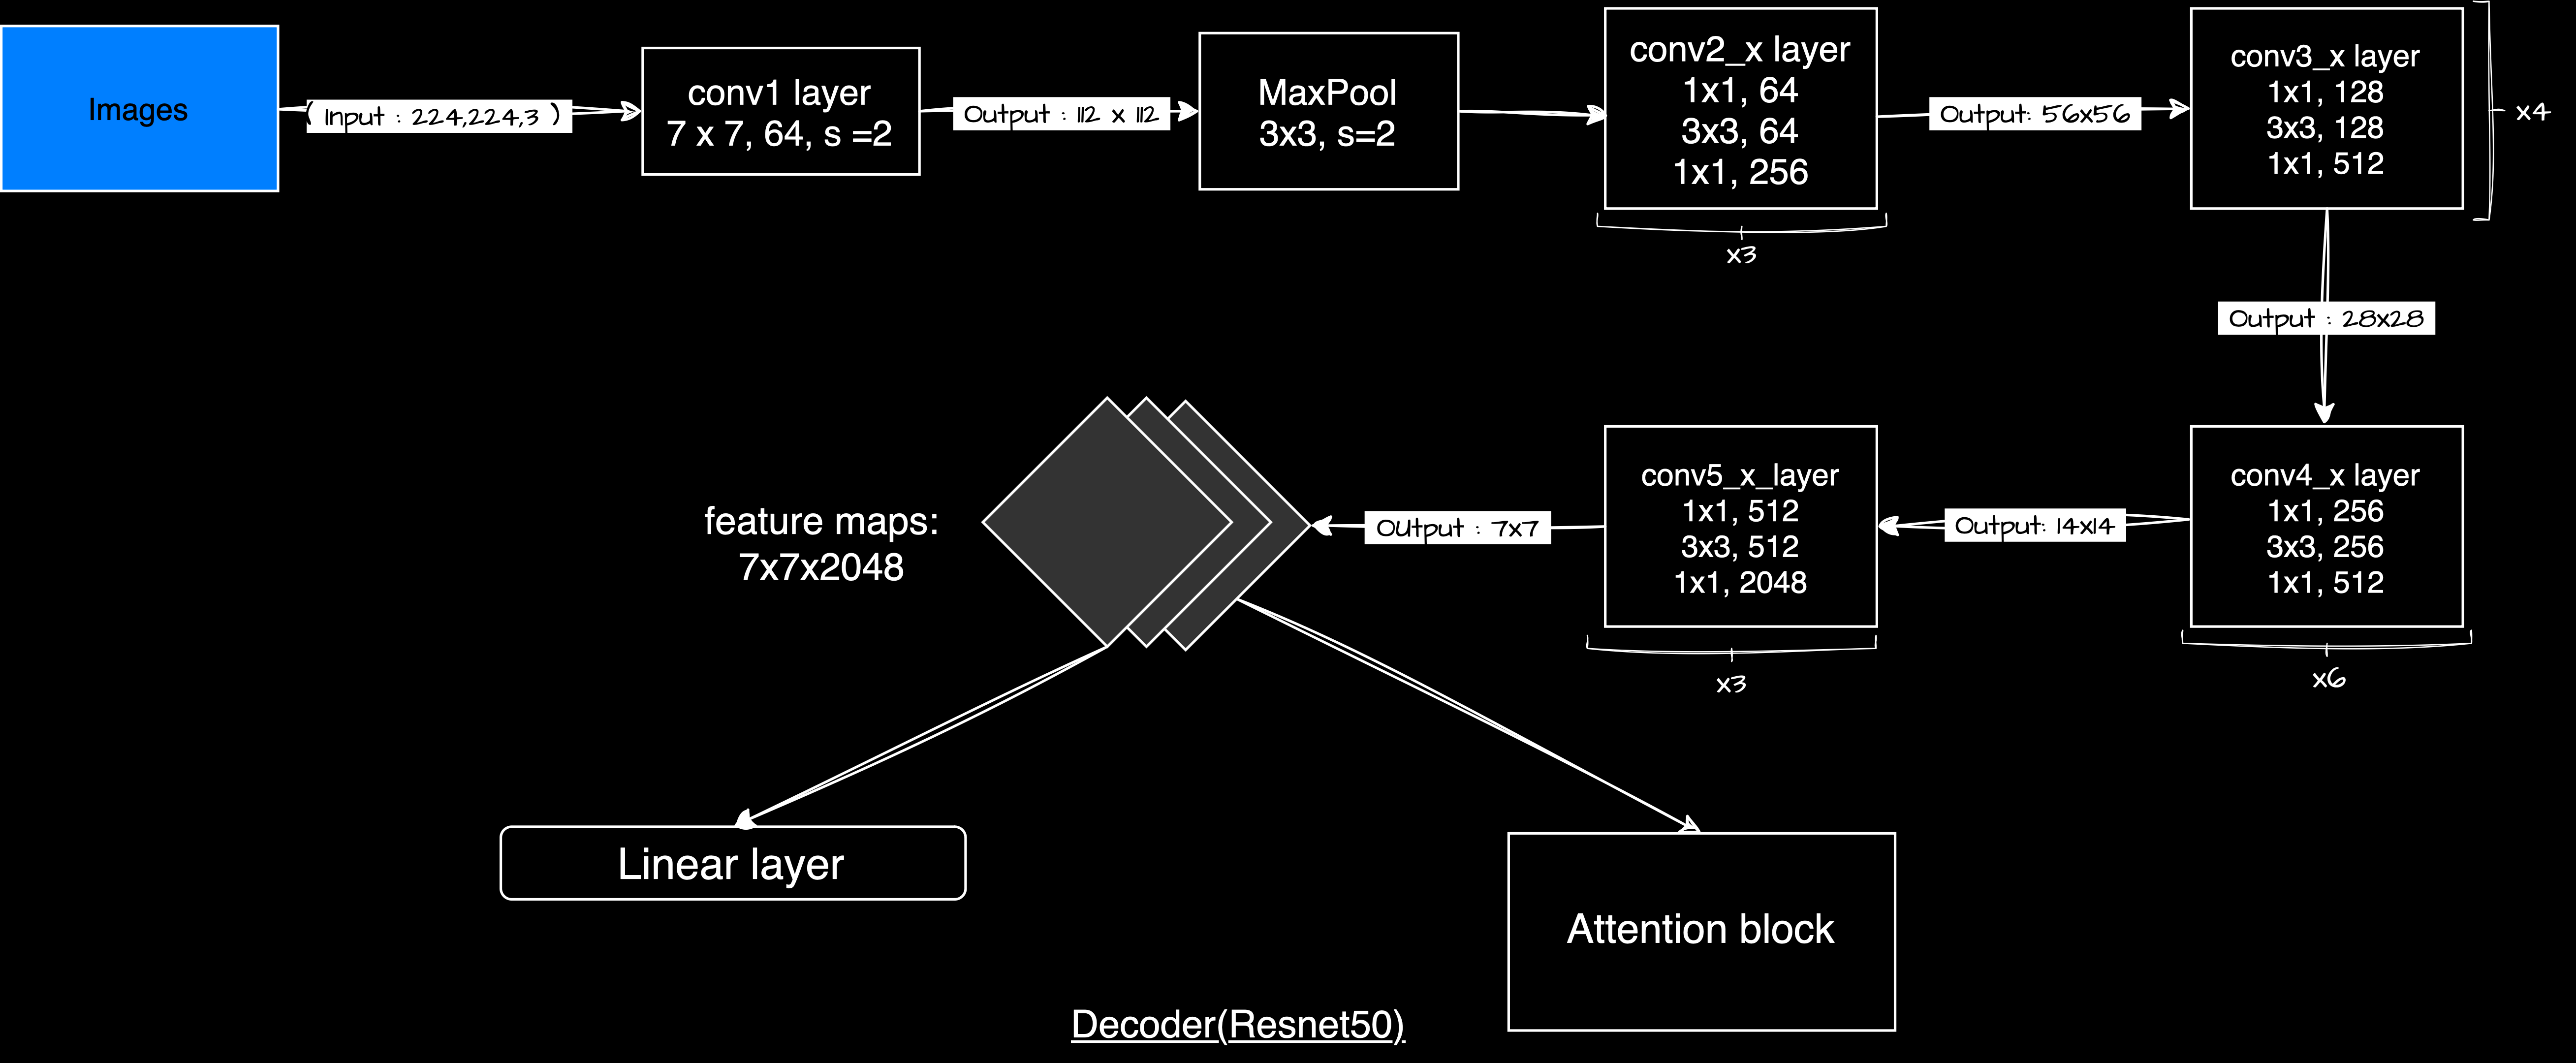 Images
( Input : 224,224,3 )
conv1 layer
7 x 7, 64, s =2
Output : 112 x 112
MaxPool
3x3, s=2
conv2_x layer
1x1, 64
3x3, 64
1x1, 256
x3
Output: 56x56
conv3_x layer
1x1, 128
3x3, 128
1x1, 512
x4
Output : 28x28
conv4_x layer
1x1, 256
3x3, 256
1x1, 512
x6
Output: 14x14
conv5_x_layer
1x1, 512
3x3, 512
1x1, 2048
x3
OUtput : 7x7
feature maps:
7x7x2048
Linear layer
Attention block
Decoder(Resnet50)